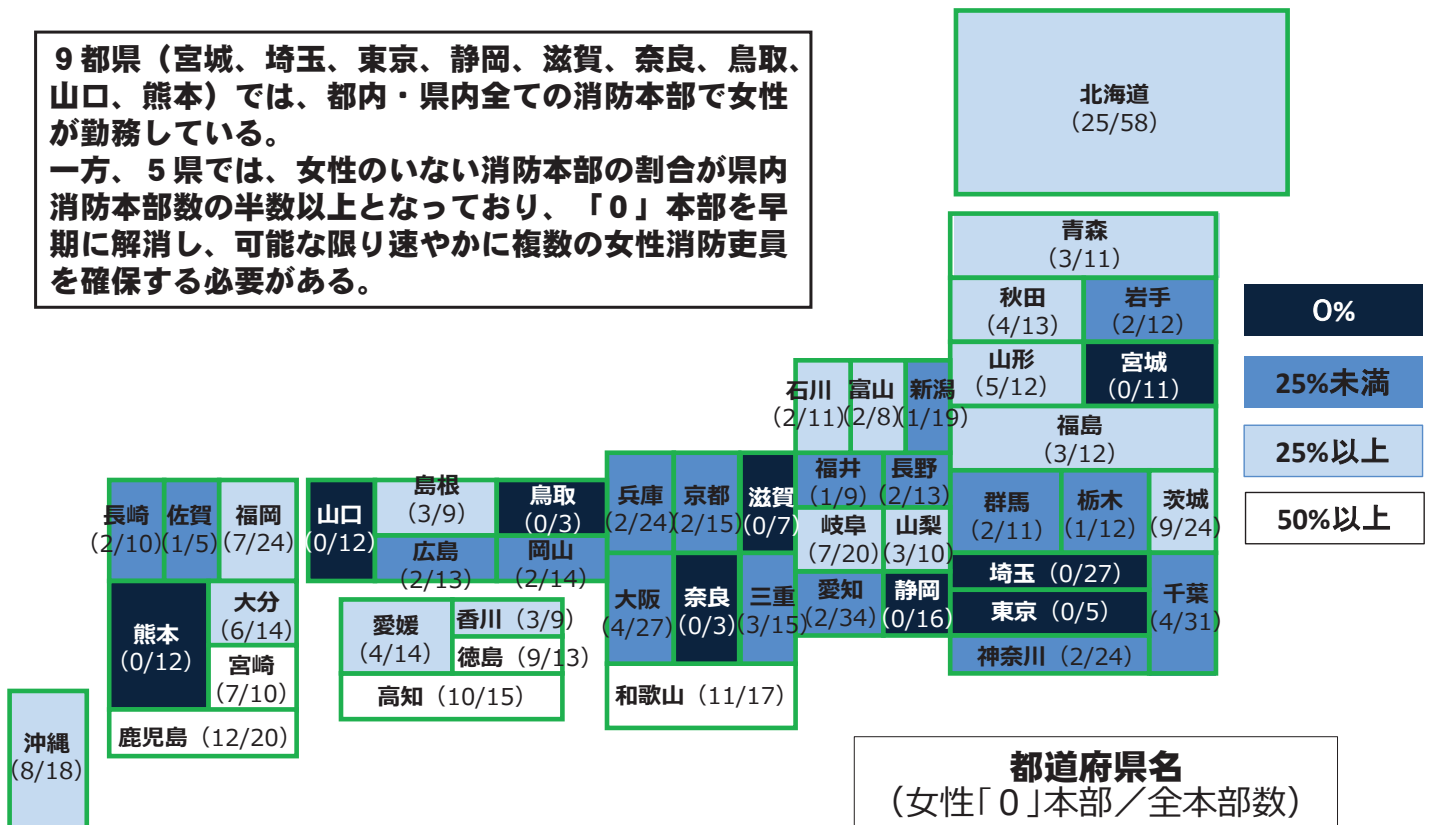 9都県（宮城、埼玉、東京、静岡、滋賀、奈良、鳥取、
山口、熊本）では、都内・県内全ての消防本部で女性
が勤務している。
一方、5県では、女性のいない消防本部の割合が県内
消防本部数の半数以上となっており、「0」本部を早
期に解消し、可能な限り速やかに複数の女性消防吏員
を確保する必要がある。
北海道
（25/58）
青森
（3/11）
秋田
（4/13）
岩手
（2/12）
山形
（5/12）
宮城
（0/11）
福島
（3/12）
0%
25%未満
25%以上
50%以上
石川
（2/11）
富山
（2/8）
新潟
（1/19）
福井
（1/9）
長野
（2/13）
岐阜
（7/20）
山梨
（3/10）
愛知
（2/34）
静岡
（0/16）
群馬
（2/11）
栃木
（1/12）
茨城
（9/24）
埼玉（0/27）
東京（0/5）
神奈川（2/24）
千葉
（4/31）
兵庫
（2/24）
京都
（2/15）
滋賀
（0/7）
大阪
（4/27）
奈良
（0/3）
三重
（3/15）
和歌山（11/17）
山口
（0/12）
島根
（3/9）
鳥取
（0/3）
広島
（2/13）
岡山
（2/14）
愛媛
（4/14）
香川（3/9）
徳島（9/13）
高知（10/15）
長崎
（2/10）
佐賀
（1/5）
福岡
（7/24）
熊本
（0/12）
大分
（6/14）
宮崎
（7/10）
鹿児島（12/20）
沖縄
（8/18）
都道府県名
（女性「0」本部／全本部数）